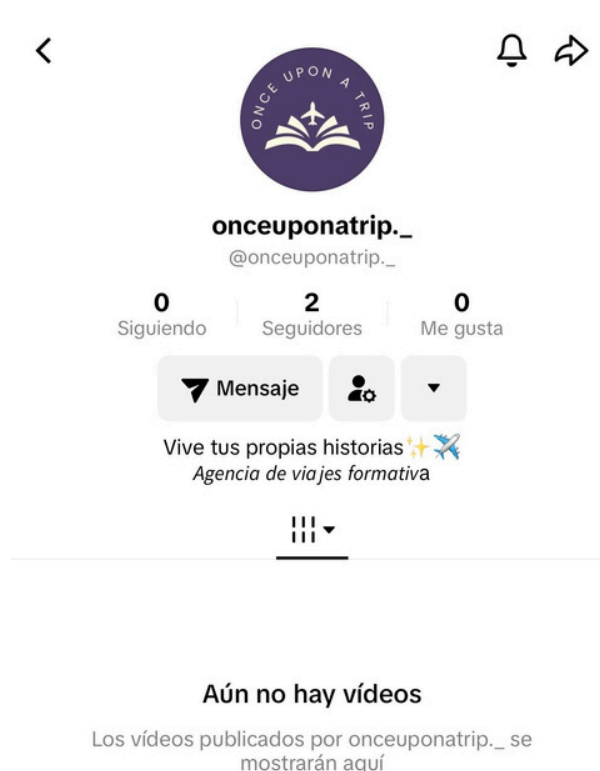 ONCE UPON A TRIP
onceuponatrip._
@onceuponatrip._
0 2 0
Siguiendo Seguidores Me gusta
Mensaje
Vive tus propias historias✨✈️
Agencia de viajes formativa
Aún no hay vídeos
Los vídeos publicados por onceuponatrip._ se
mostrarán aquí